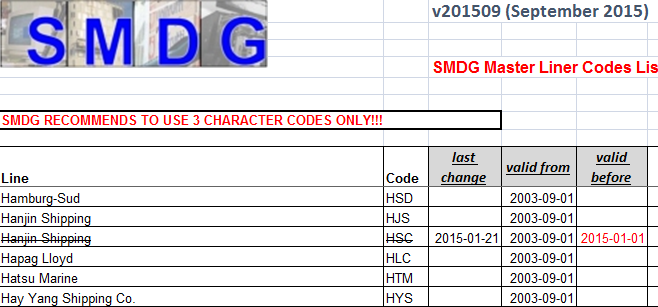 v201509 (September 2015)
SMDG
SMDG Master Liner Codes Lis
SMDG RECOMMENDS TO USE 3 CHARACTER CODES ONLY!!!
Line Code last change valid from valid before
Hamburg-Sud HSD 2003-09-01
Hanjin Shipping HJS 2003-09-01
Hanjin Shipping HSC 2015-01-21 2003-09-01 2015-01-01
Hapag Lloyd HLC 2003-09-01
Hatsu Marine HTM 2003-09-01
Hay Yang Shipping Co. HYS 2003-09-01